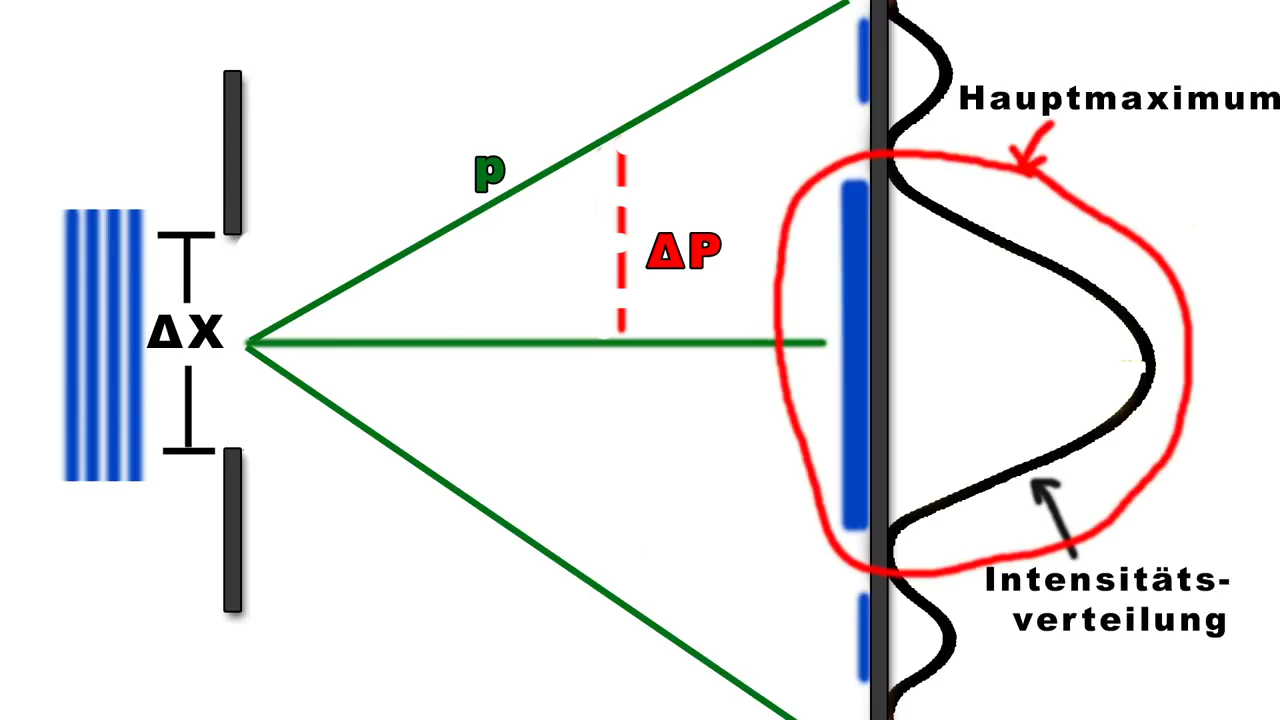 Hauptmaximum
p
ΔP
ΔX
Intensitäts-
verteilung